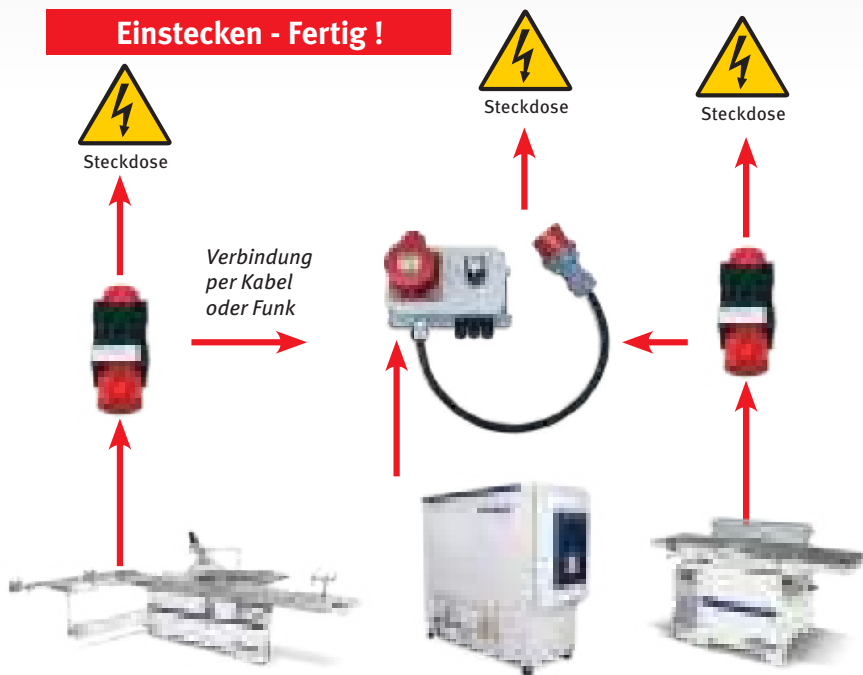 Einstecken - Fertig !
Steckdose
Steckdose
Steckdose
Verbindung
per Kabel
oder Funk